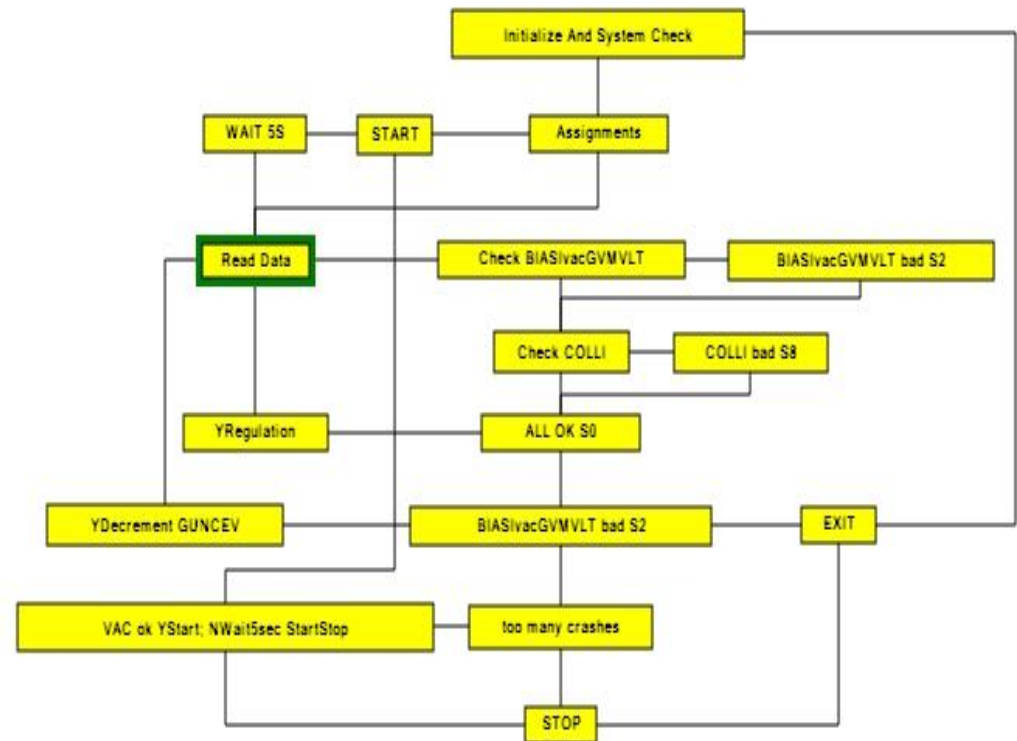 Initialize And System Check
WAIT 5S
START
Assignments
Read Data
Check BIASIvacGVMVLT
BIASIvacGVMVLT bad S2
Check COLLI
COLLI bad S8
YRegulation
ALL OK S0
YDecrement GUNCEV
BIASIvacGVMVLT bad S2
EXIT
VAC ok YStart; NWait5sec StartStop
too many crashes
STOP